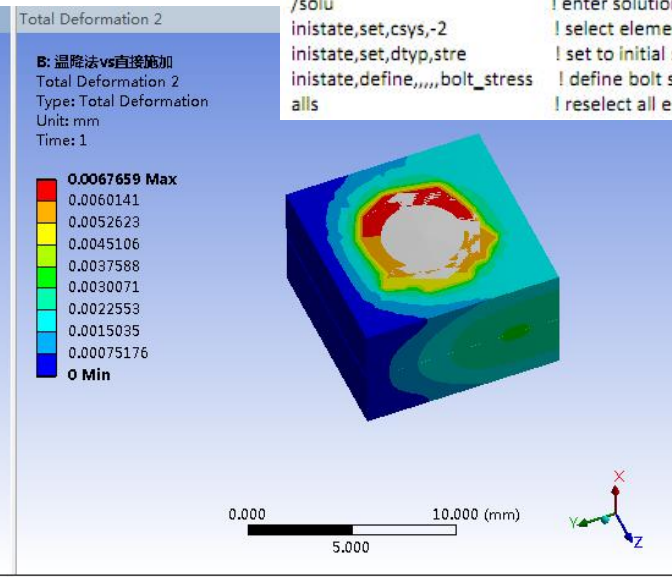 Total Deformation 2
/solu ! enter solution
inistate,set,csys,-2 ! select eleme
inistate,set,dtyp,stre ! set to initial
inistate,define,,,,,bolt_stress ! define bolt s
alls ! reselect all e
B: 温降法vs直接施加
Total Deformation 2
Type: Total Deformation
Unit: mm
Time: 1
0.0067659 Max
0.0060141
0.0052623
0.0045106
0.0037588
0.0030071
0.0022553
0.0015035
0.00075176
0 Min
0.000 10.000 (mm)
5.000
X
Y
Z